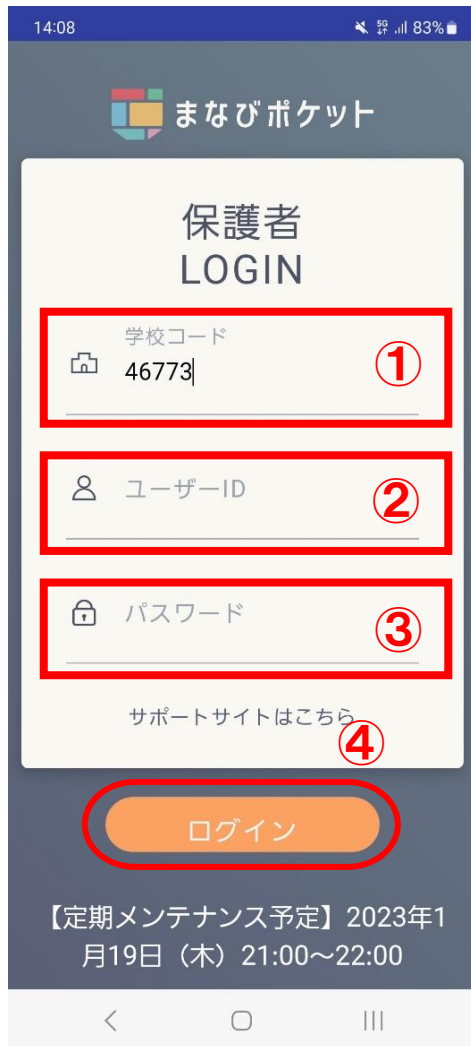 14:08 5G 83%
まなびポケット
保護者
LOGIN
学校コード
46773
①
ユーザーID
②
パスワード
③
サポートサイトはこちら
④
ログイン
【定期メンテナンス予定】2023年1
月19日（木）21:00～22:00